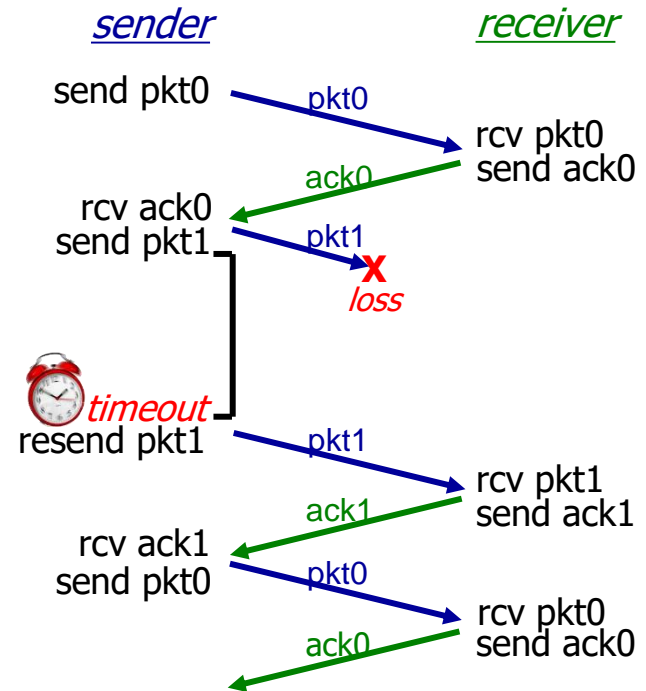 sender receiver
send pkt0
pkt0
rcv pkt0
send ack0
ack0
rcv ack0
send pkt1
pkt1
X
loss
timeout
resend pkt1
pkt1
rcv pkt1
send ack1
ack1
rcv ack1
send pkt0
pkt0
rcv pkt0
send ack0
ack0